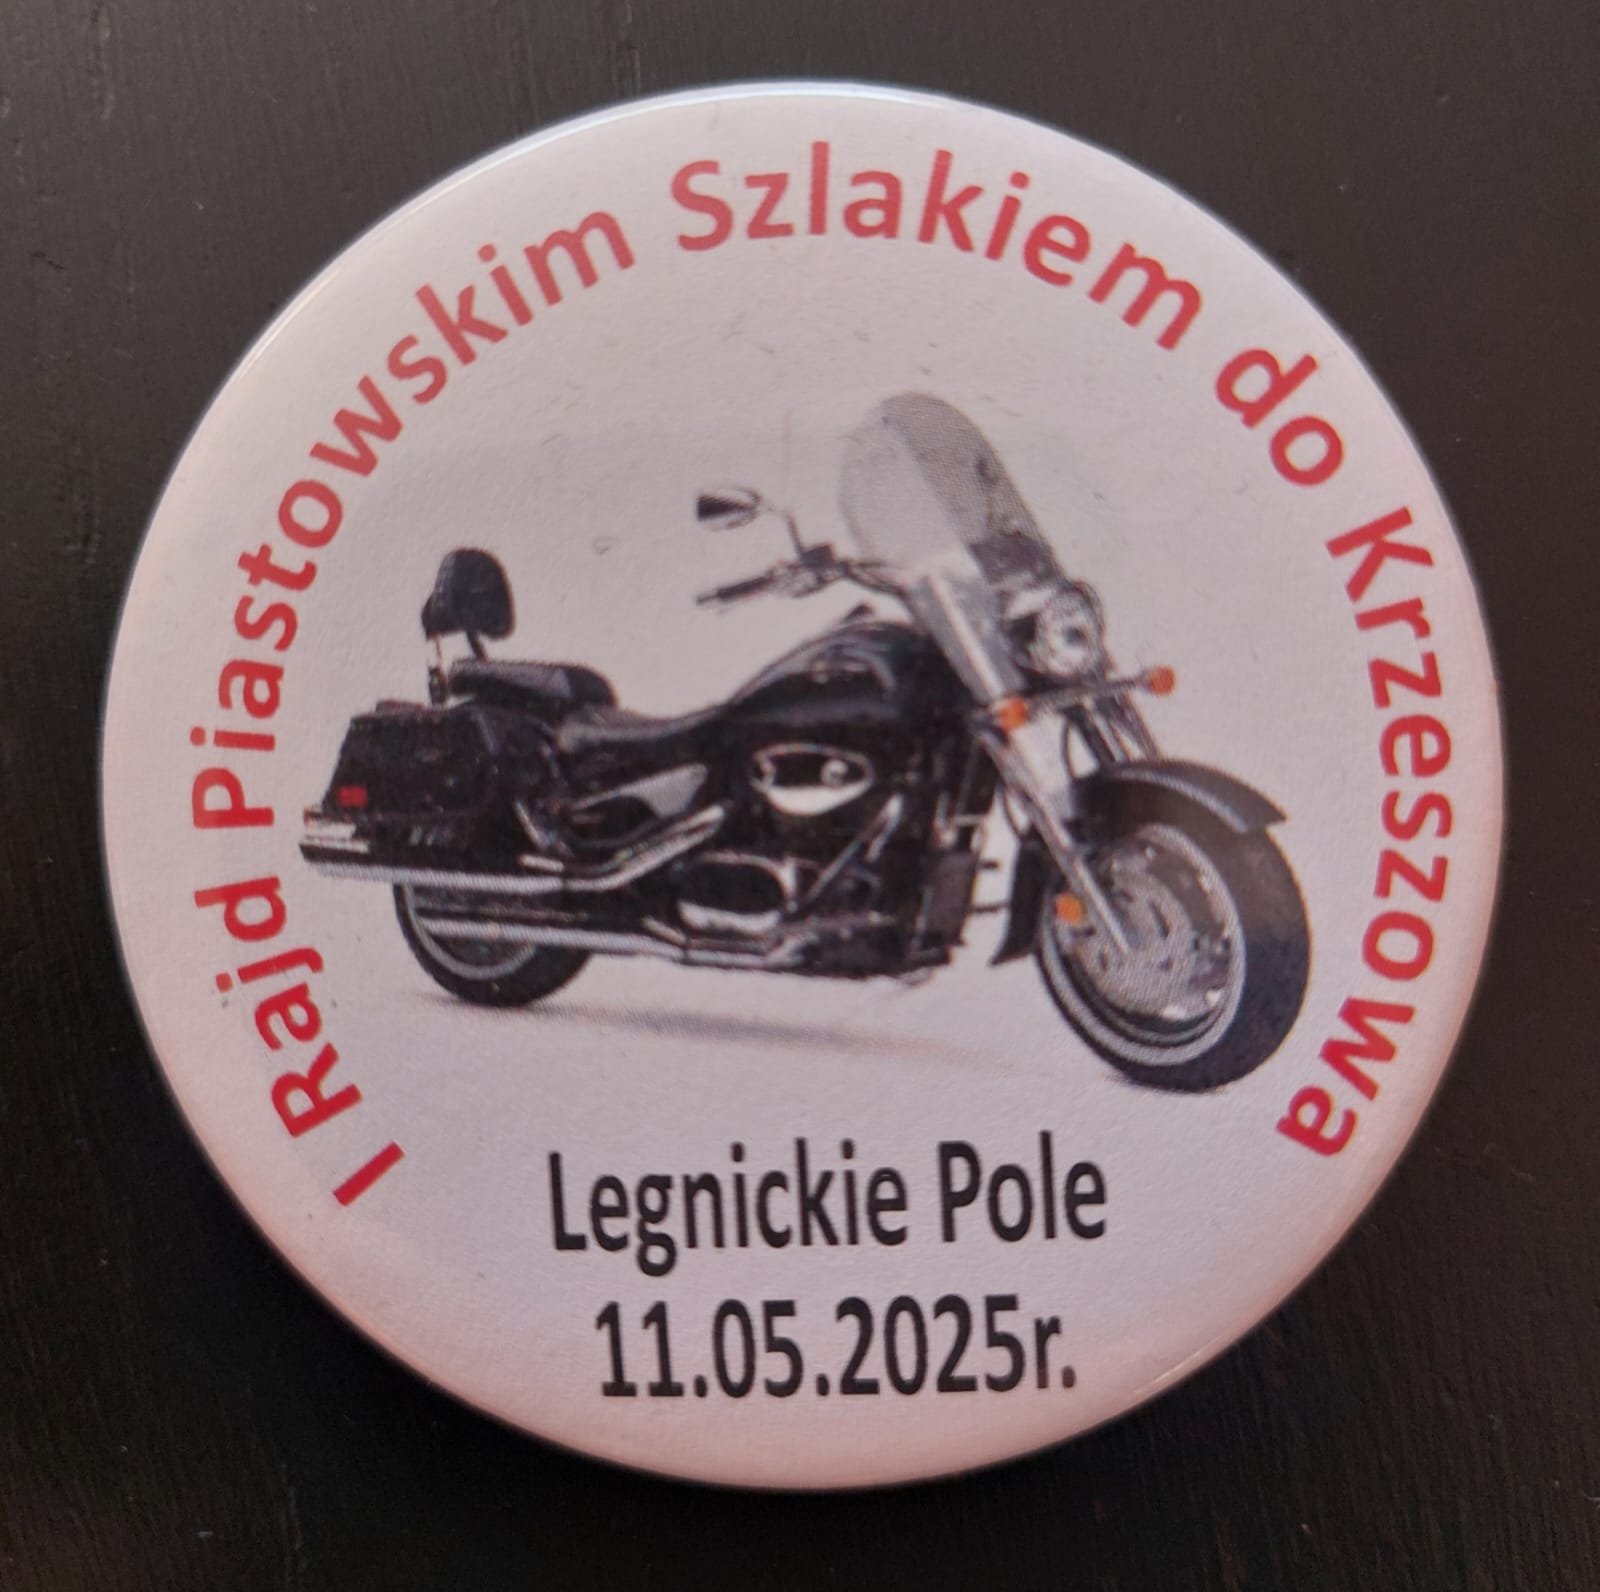 I Rajd Piastowskim Szlakiem do Krzeszowa
Legnickie Pole
11.05.2025r.